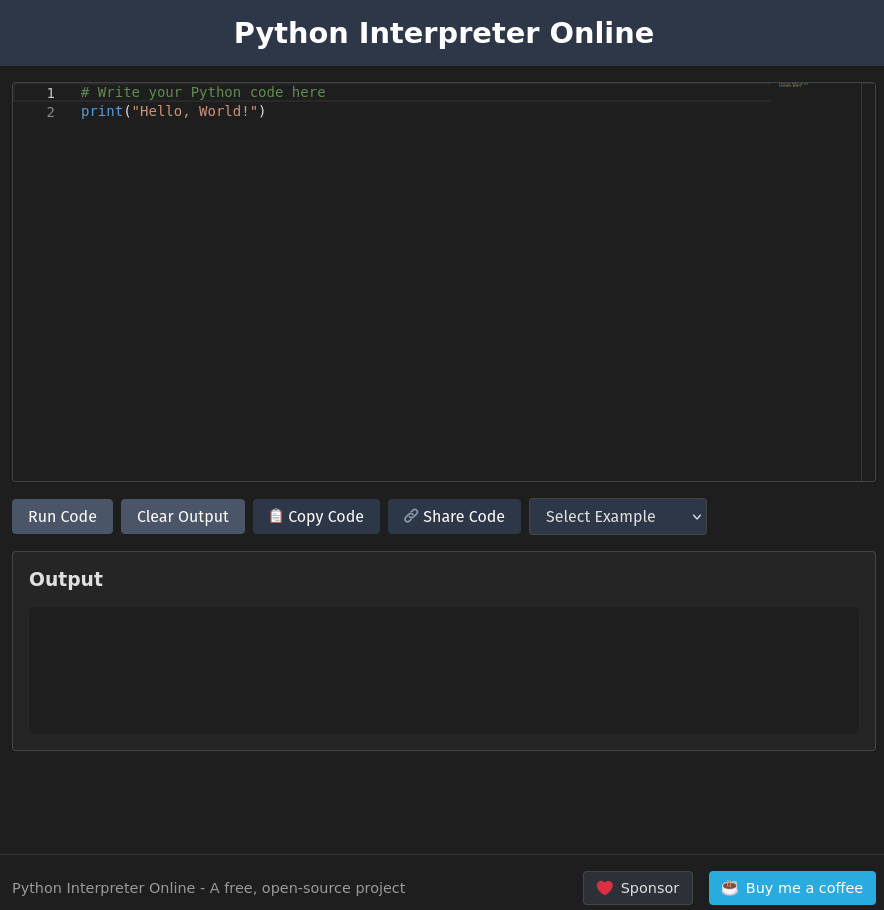 Python Interpreter Online
1 # Write your Python code here
2 print("Hello, World!")
Run Code Clear Output 📋 Copy Code 🔗 Share Code Select Example
Output
Python Interpreter Online - A free, open-source project ❤️ Sponsor ☕ Buy me a coffee